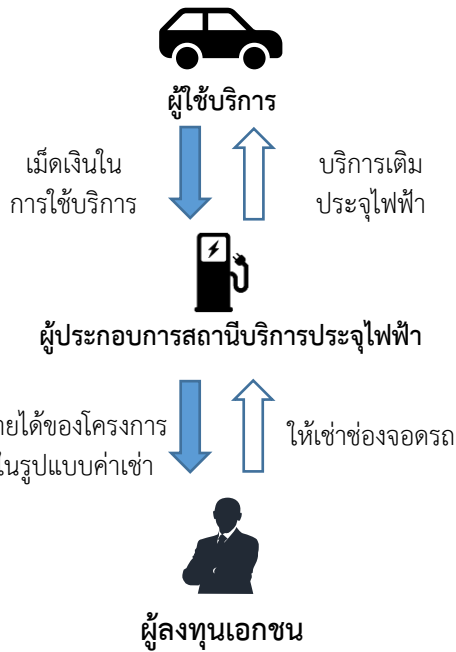 ผู้ใช้บริการ
เม็ดเงินใน
การใช้บริการ
บริการเติม
ประจุไฟฟ้า
ผู้ประกอบการสถานีบริการประจุไฟฟ้า
ายได้ของโครงการ
ในรูปแบบค่าเช่า
ให้เช่าช่องจอดรถ
ผู้ลงทุนเอกชน